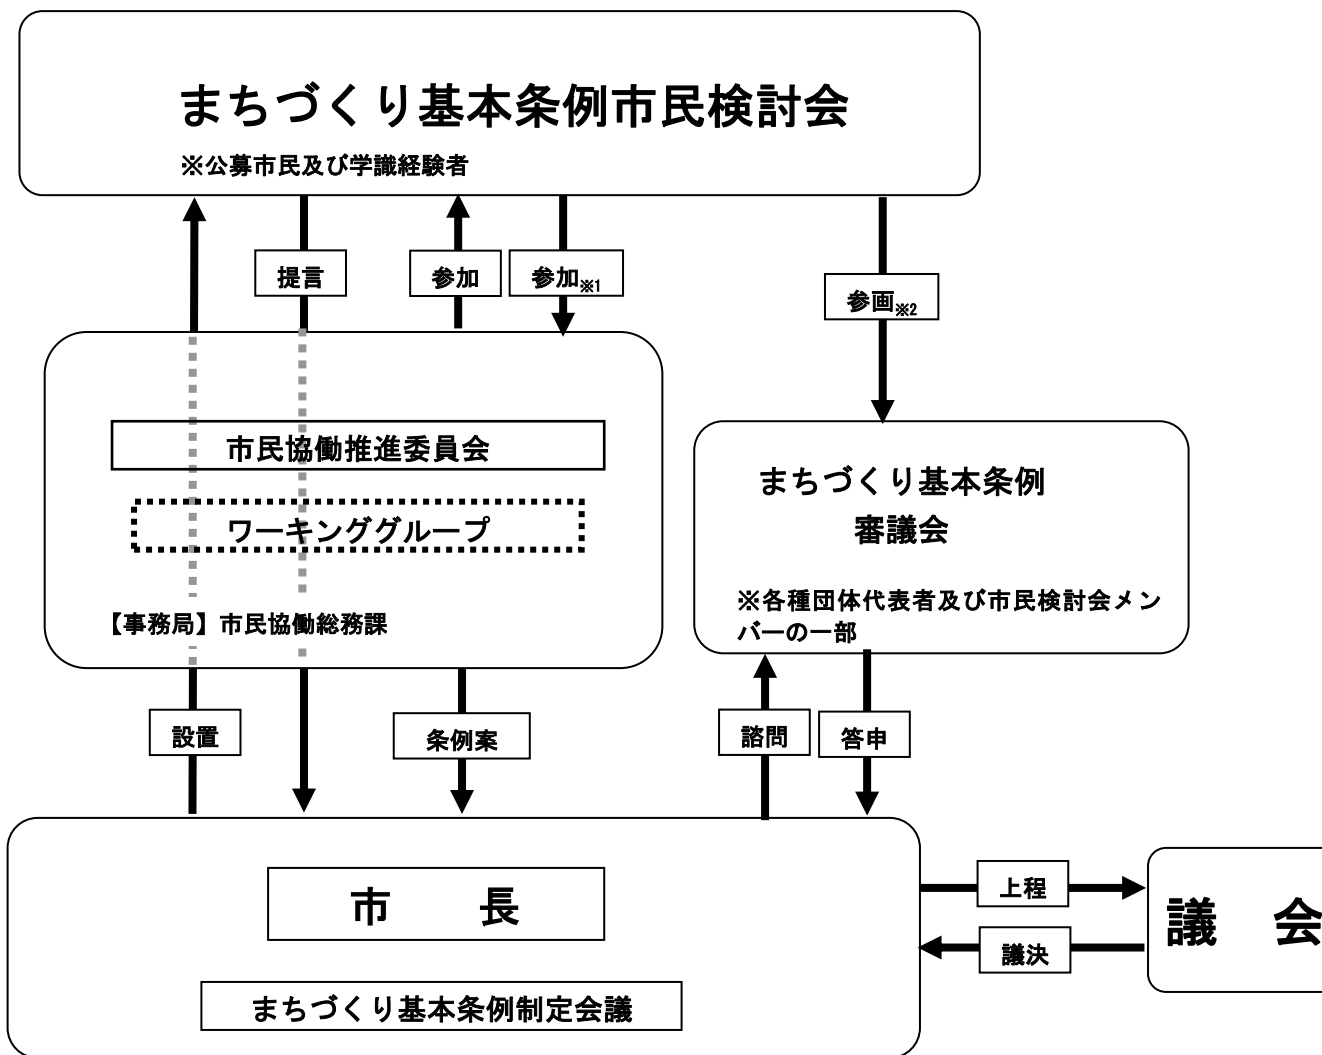 まちづくり基本条例市民検討会
※公募市民及び学識経験者
提言
参加
参加※1
参画※2
市民協働推進委員会
ワーキンググループ
【事務局】市民協働総務課
まちづくり基本条例
審議会
※各種団体代表者及び市民検討会メン
バーの一部
設置
条例案
諮問
答申
市　長
まちづくり基本条例制定会議
上程
議決
議　会